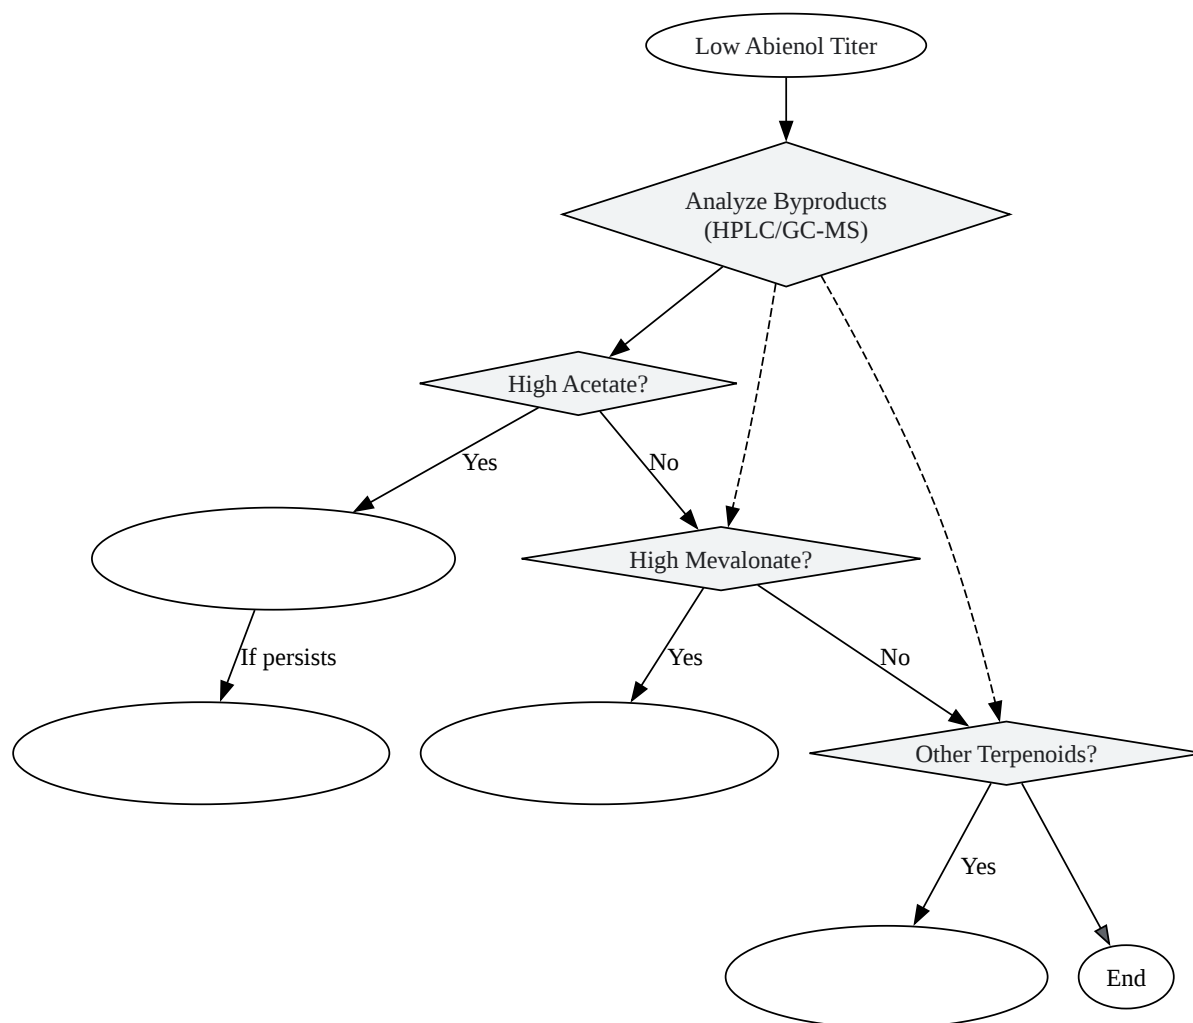 Low Abienol Titer
Analyze Byproducts
(HPLC/GC-MS)
High Acetate?
Yes
No
High Mevalonate?
If persists
Yes
No
Other Terpenoids?
Yes
End